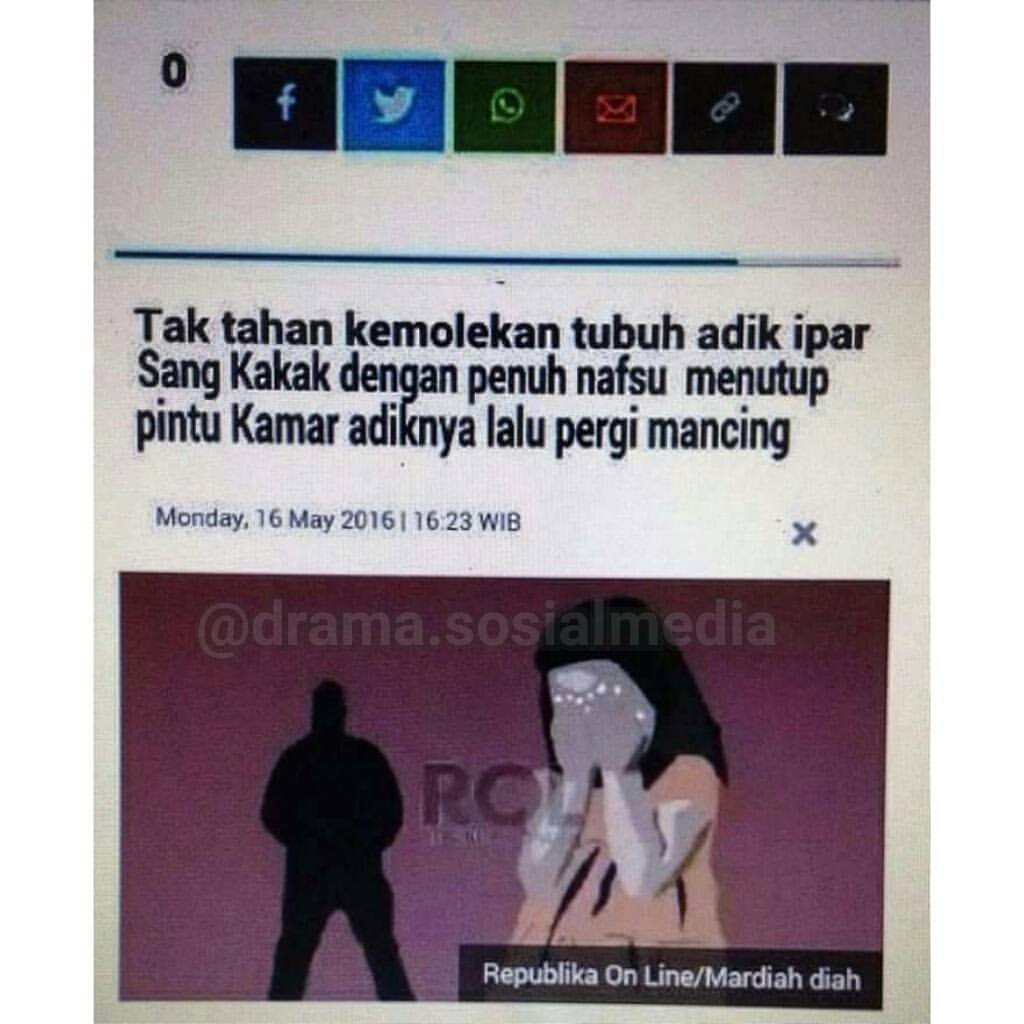 0
Tak tahan kemolekan tubuh adik ipar
Sang Kakak dengan penuh nafsu menutup
pintu Kamar adiknya lalu pergi mancing
Monday, 16 May 2016 | 16:23 WIB
@drama.sosialmedia
Republika On Line/Mardiah diah